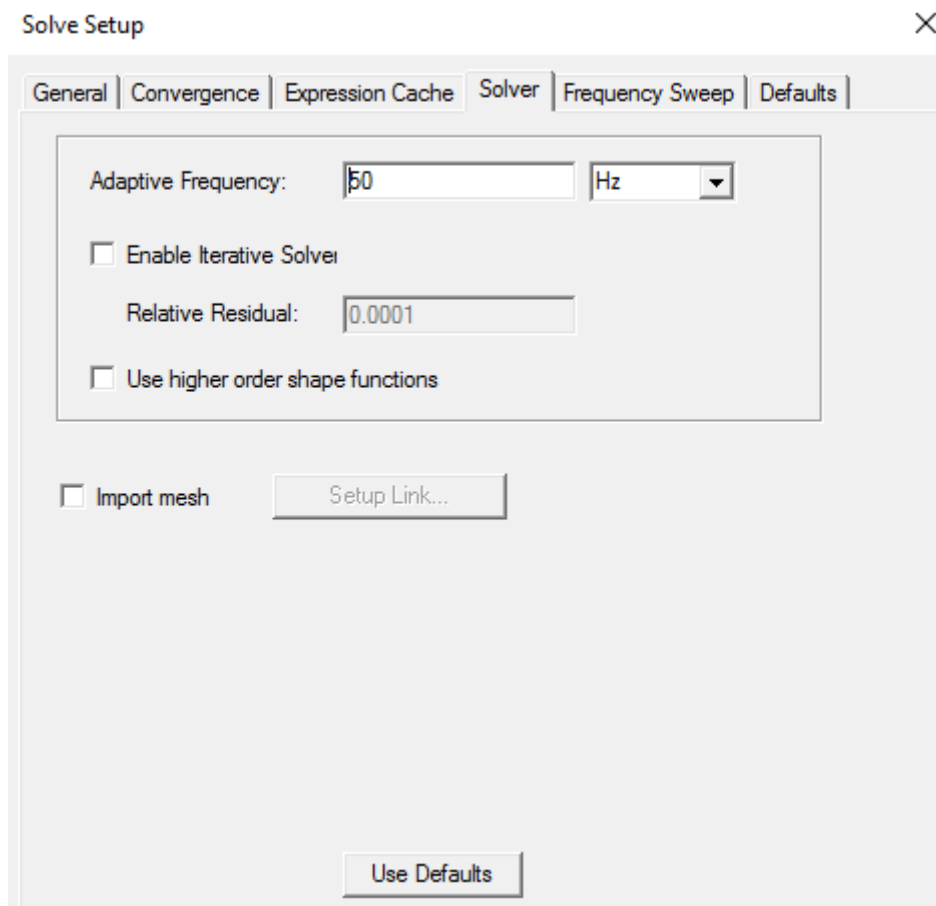 Solve Setup
General Convergence Expression Cache Solver Frequency Sweep Defaults
Adaptive Frequency: 50 Hz
Enable Iterative Solver
Relative Residual: 0.0001
Use higher order shape functions
Import mesh Setup Link...
Use Defaults